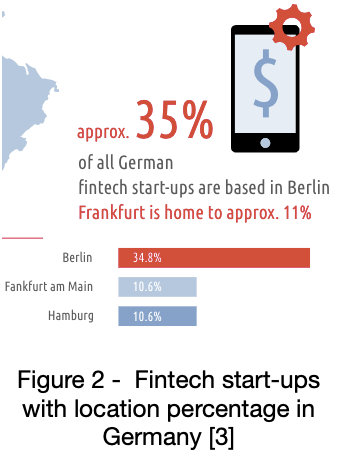 approx. 35%
of all German
fintech start-ups are based in Berlin
Frankfurt is home to approx. 11%
Berlin 34.8%
Fankfurt am Main 10.6%
Hamburg 10.6%
Figure 2 - Fintech start-ups
with location percentage in
Germany [3]
$